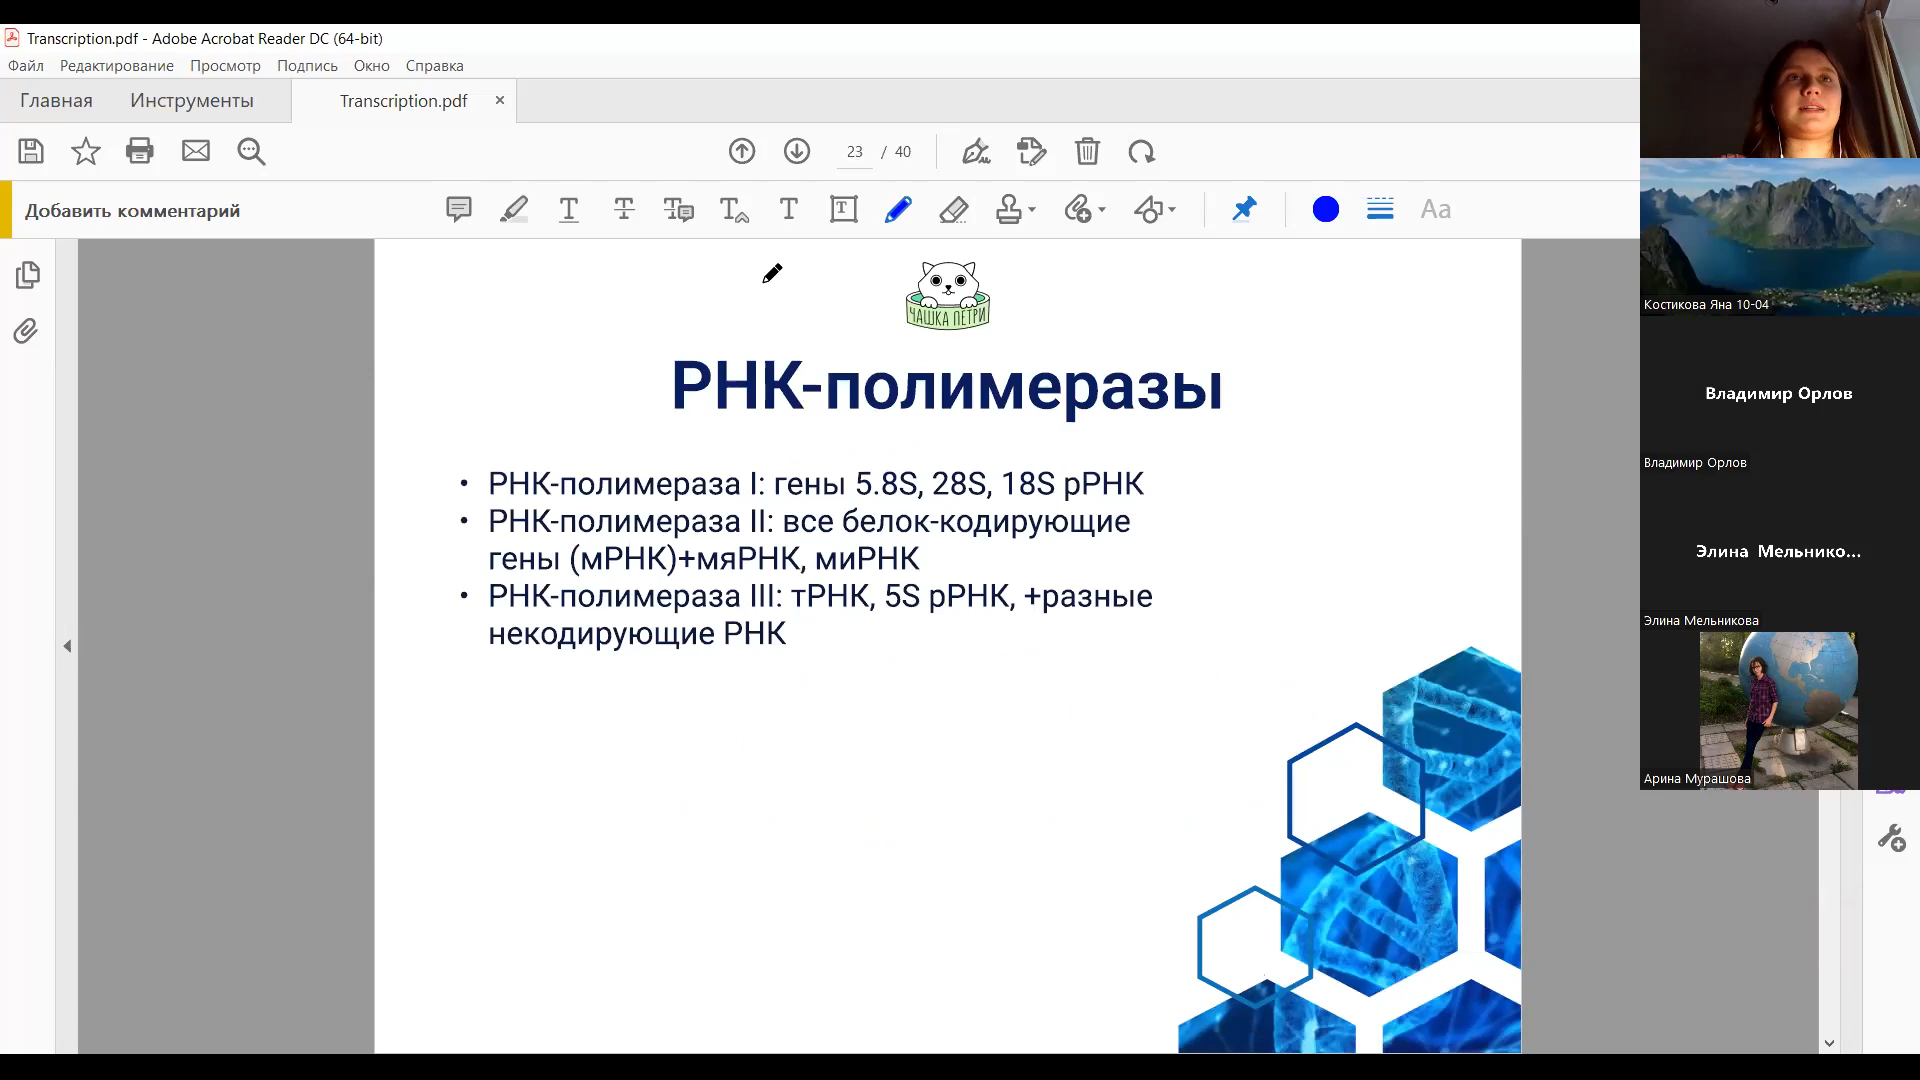 Transcription.pdf - Adobe Acrobat Reader DC (64-bit)
Файл Редактирование Просмотр Подпись Окно Справка
Главная Инструменты Transcription.pdf ×
23 / 40
Добавить комментарий
Aa
ЧАШКА ПЕТРИ
РНК-полимеразы
• РНК-полимераза I: гены 5.8S, 28S, 18S рРНК
• РНК-полимераза II: все белок-кодирующие
гены (мРНК)+мяРНК, миРНК
• РНК-полимераза III: тРНК, 5S рРНК, +разные
некодирующие РНК
Костикова Яна 10-04
Владимир Орлов
Владимир Орлов
Элина Мельнико...
Элина Мельникова
Арина Мурашова